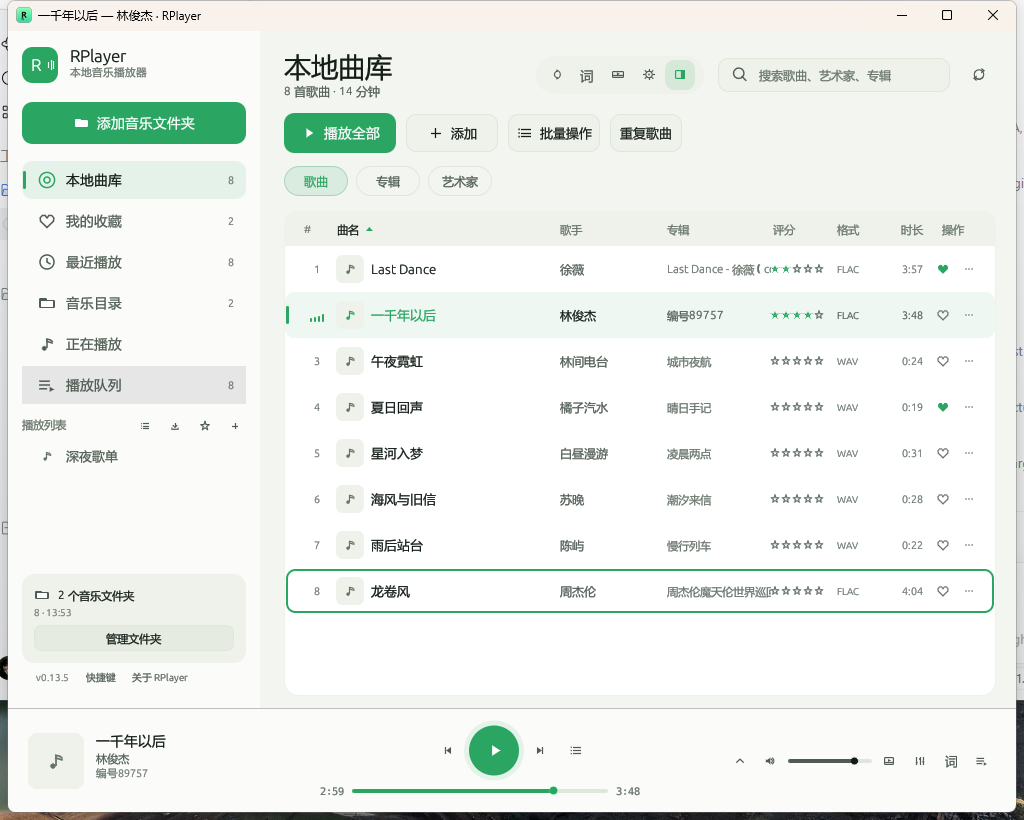 R 一千年以后 — 林俊杰 · RPlayer
R RPlayer
本地音乐播放器
添加音乐文件夹
本地曲库 8
我的收藏 2
最近播放 8
音乐目录 2
正在播放
播放队列 8
播放列表
深夜歌单
2 个音乐文件夹
8 · 13:53
管理文件夹
v0.13.5 快捷键 关于 RPlayer
本地曲库
8 首歌曲 · 14 分钟
词
搜索歌曲、艺术家、专辑
播放全部 添加 批量操作 重复歌曲
歌曲 专辑 艺术家
# 曲名 歌手 专辑 评分 格式 时长 操作
1 Last Dance 徐薇 Last Dance - 徐薇 ( FLAC 3:57
一千年以后 林俊杰 编号89757 FLAC 3:48
3 午夜霓虹 林间电台 城市夜航 WAV 0:24
4 夏日回声 橘子汽水 晴日手记 WAV 0:19
5 星河入梦 白昼漫游 凌晨两点 WAV 0:31
6 海风与旧信 苏晚 潮汐来信 WAV 0:28
7 雨后站台 陈屿 慢行列车 WAV 0:22
8 龙卷风 周杰伦 周杰伦魔天伦世界巡 FLAC 4:04
一千年以后
林俊杰
编号89757
2:59 3:48
词